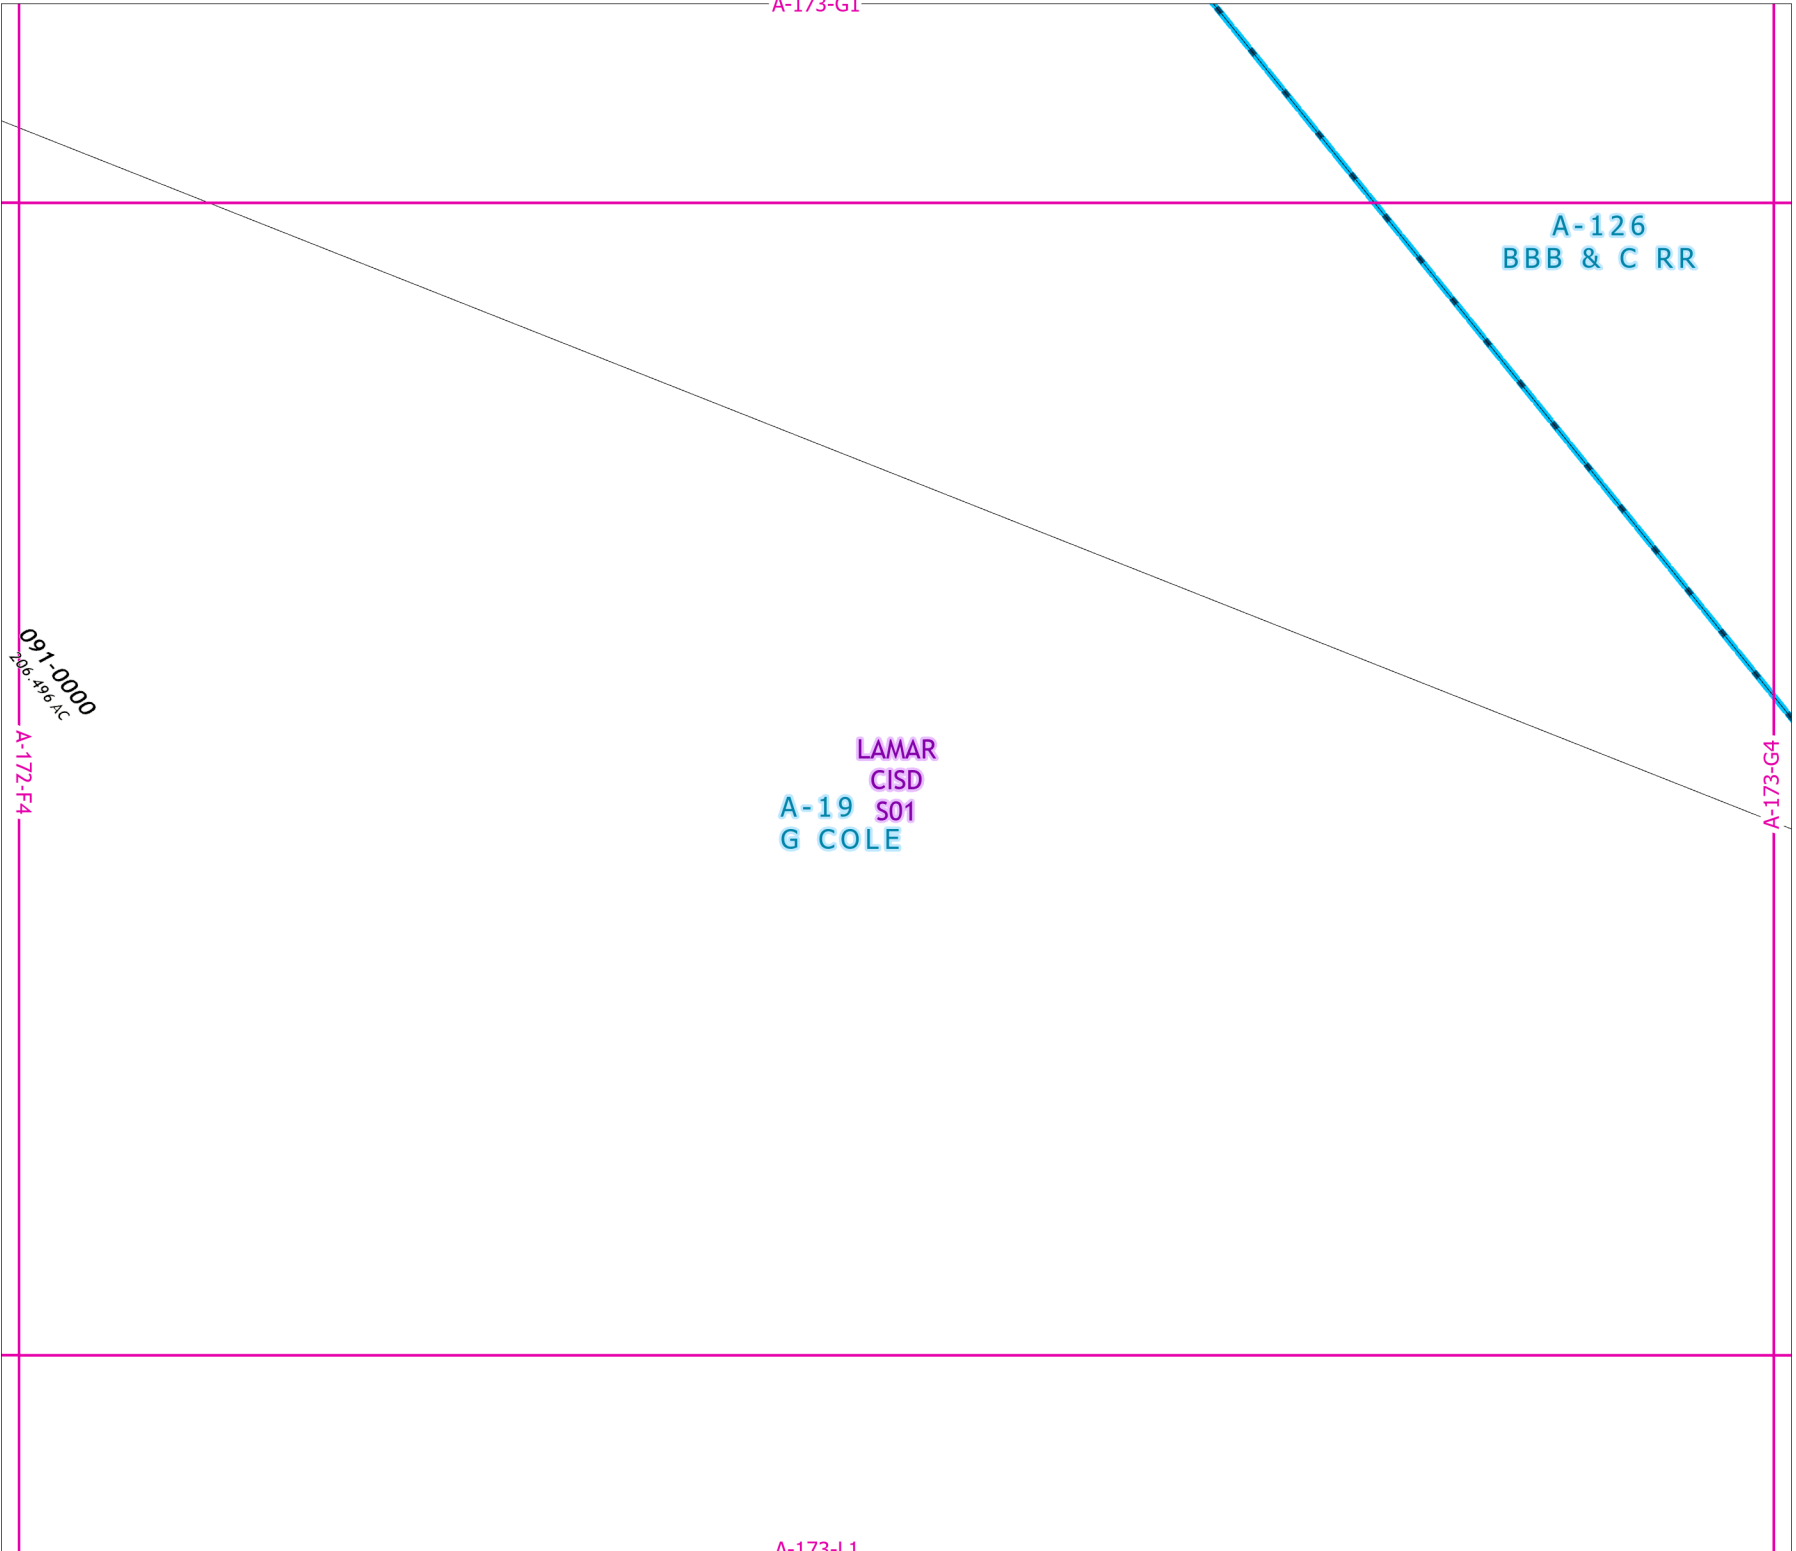 A-173-G1
A-126
BBB & C RR
091-0000
206.496 AC
A-172-F4
A-173-G4
LAMAR
CISD
S01
A-19
G COLE
A-173-L1